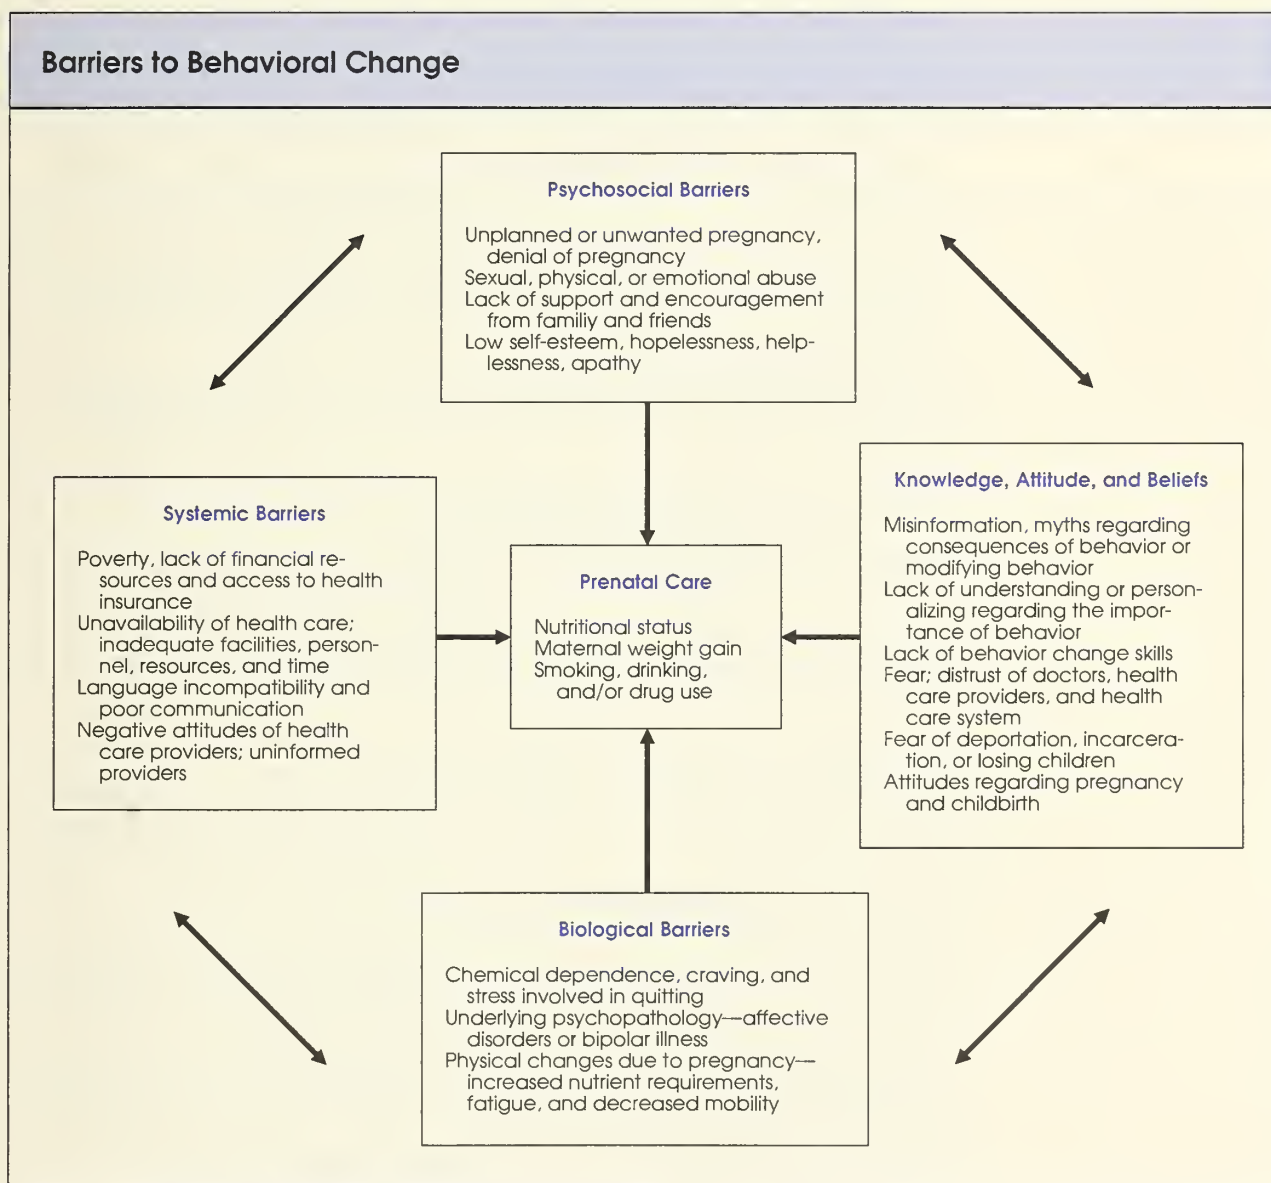 Barriers to Behavioral Change
Psychosocial Barriers
Unplanned or unwanted pregnancy,
denial of pregnancy
Sexual, physical, or emotional abuse
Lack of support and encouragement
from familiy and friends
Low self-esteem, hopelessness, help-
lessness, apathy
Systemic Barriers
Poverty, lack of financial re-
sources and access to health
insurance
Unavailability of health care;
inadequate facilities, person-
nel, resources, and time
Language incompatibility and
poor communication
Negative attitudes of health
care providers; uninformed
providers
Prenatal Care
Nutritional status
Maternal weight gain
Smoking, drinking,
and/or drug use
Knowledge, Attitude, and Beliefs
Misinformation, myths regarding
consequences of behavior or
modifying behavior
Lack of understanding or person-
alizing regarding the impor-
tance of behavior
Lack of behavior change skills
Fear; distrust of doctors, health
care providers, and health
care system
Fear of deportation, incarcera-
tion, or losing children
Attitudes regarding pregnancy
and childbirth
Biological Barriers
Chemical dependence, craving, and
stress involved in quitting
Underlying psychopathology—affective
disorders or bipolar illness
Physical changes due to pregnancy—
increased nutrient requirements,
fatigue, and decreased mobility